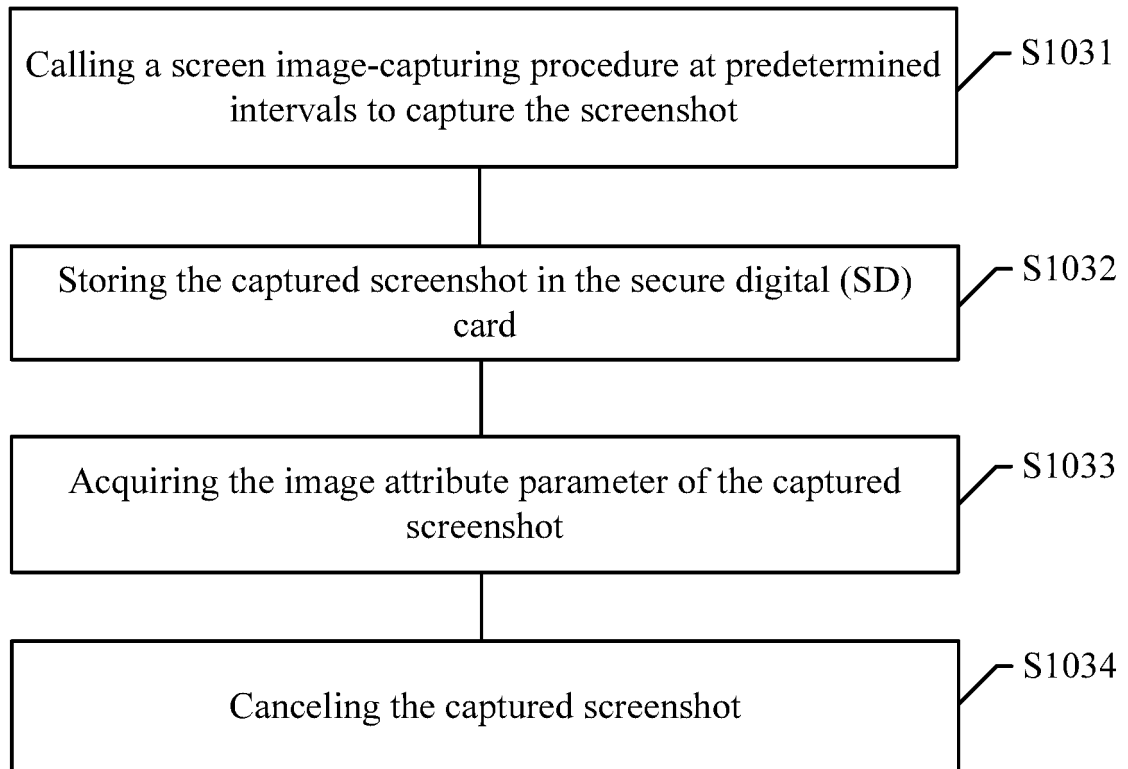 Calling a screen image-capturing procedure at predetermined
intervals to capture the screenshot
S1031
Storing the captured screenshot in the secure digital (SD)
card
S1032
Acquiring the image attribute parameter of the captured
screenshot
S1033
Canceling the captured screenshot
S1034